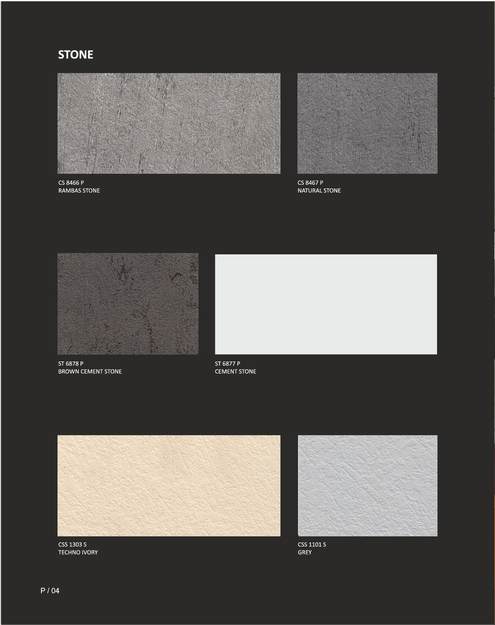 STONE
CS 8466 P
RAMBAS STONE
CS 8467 P
NATURAL STONE
ST 6878 P
BROWN CEMENT STONE
ST 6877 P
CEMENT STONE
CSS 1303 S
TECHNO IVORY
CSS 1101 S
GREY
P / 04